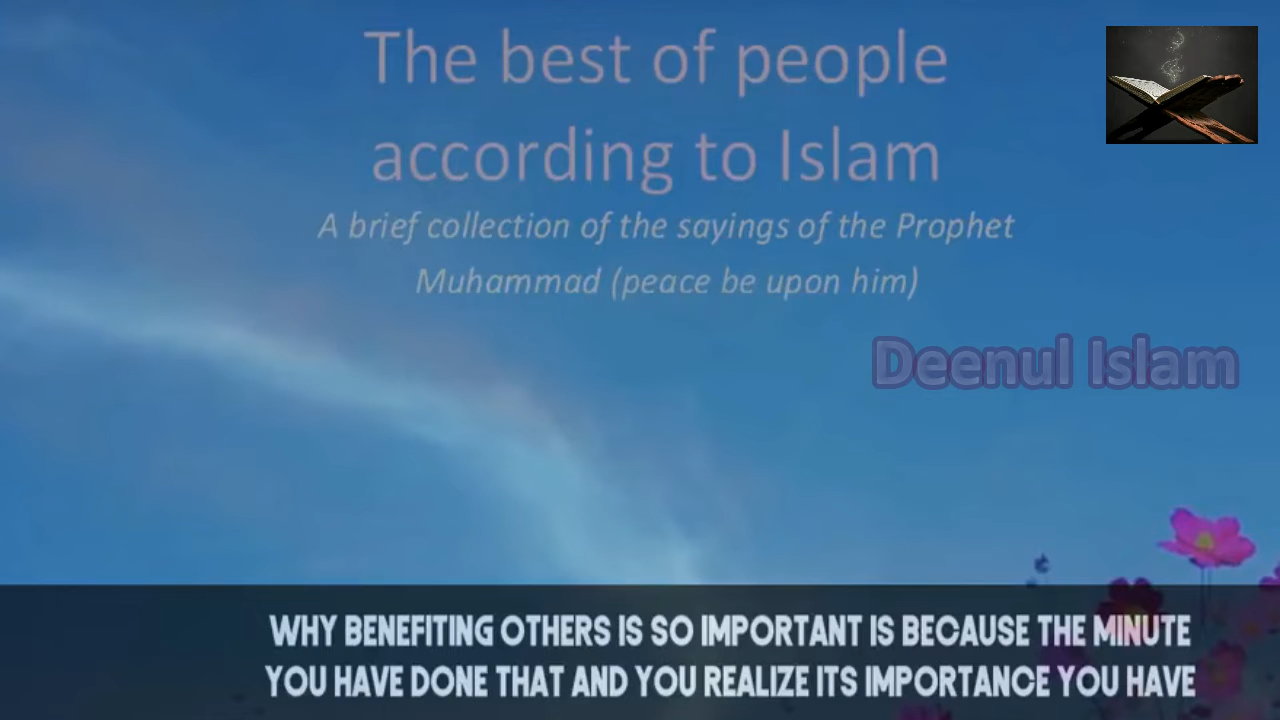 The best of people
according to Islam
A brief collection of the sayings of the Prophet
Muhammad (peace be upon him)
Deenul Islam
WHY BENEFITING OTHERS IS SO IMPORTANT IS BECAUSE THE MINUTE
YOU HAVE DONE THAT AND YOU REALIZE ITS IMPORTANCE YOU HAVE